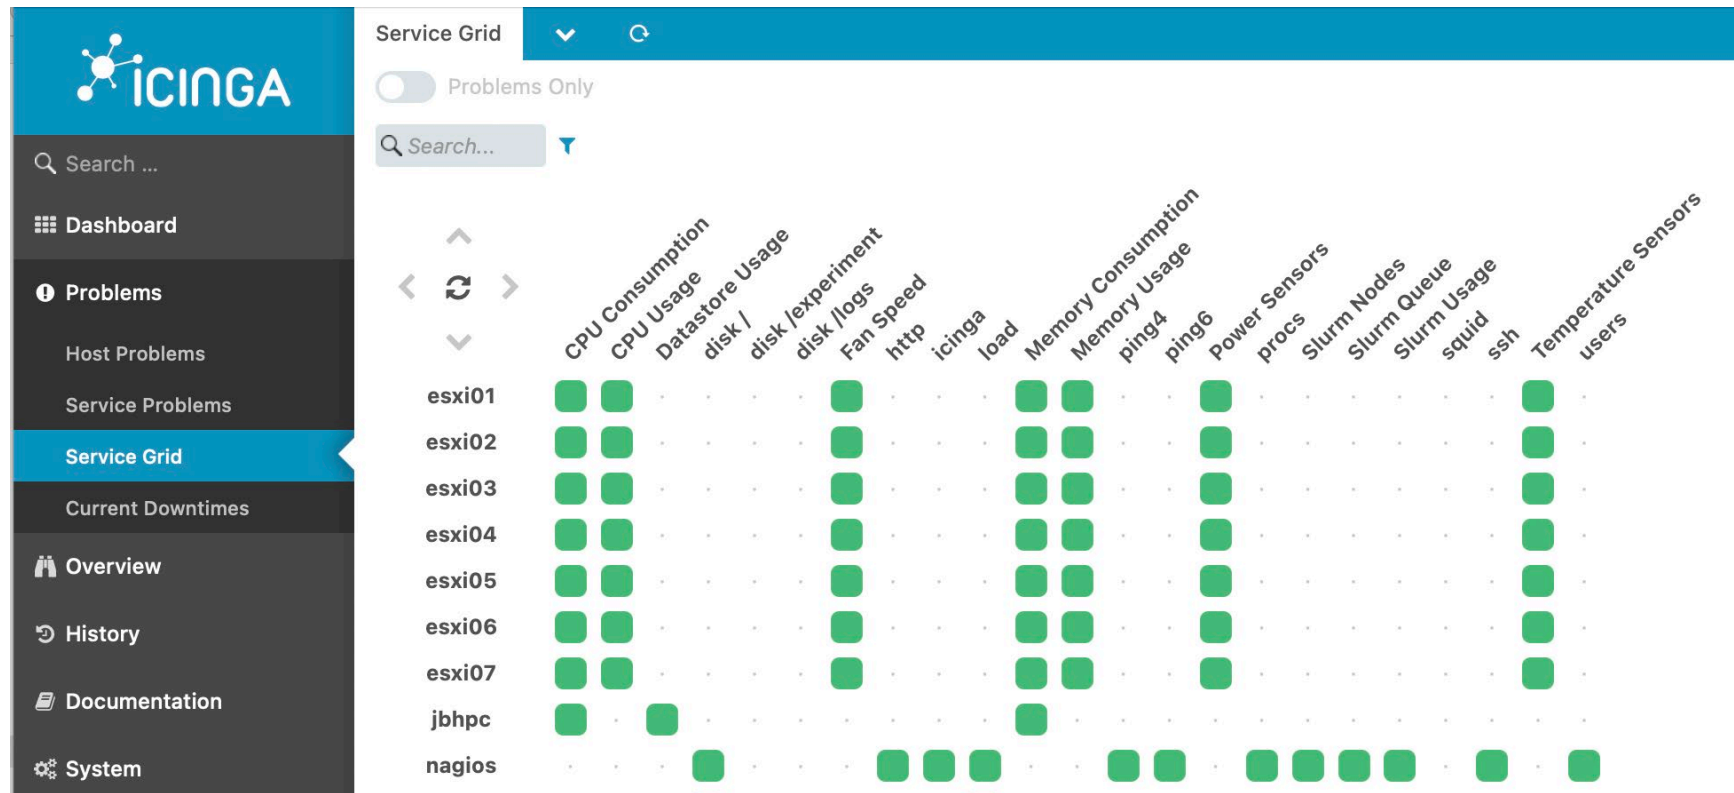 ICINGA
Search ...
Dashboard
Problems
Host Problems
Service Problems
Service Grid
Current Downtimes
Overview
History
Documentation
System
Service Grid
Problems Only
Search...
CPU Consumption
CPU Usage
Datastore Usage
disk /
disk /experiment
disk /logs
Fan Speed
http
icinga
load
Memory Consumption
Memory Usage
ping4
ping6
Power Sensors
procs
Slurm Nodes
Slurm Queue
Slurm Usage
squid
ssh
Temperature Sensors
users
esxi01
esxi02
esxi03
esxi04
esxi05
esxi06
esxi07
jbhpc
nagios